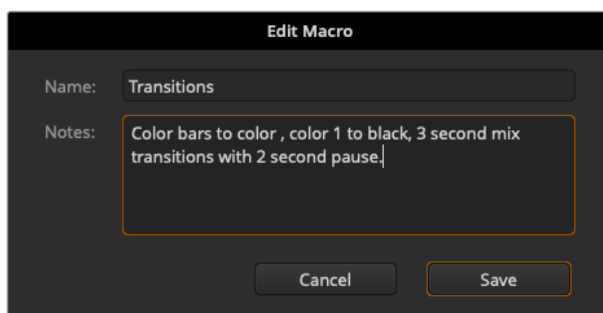 Edit Macro
Name: Transitions
Notes: Color bars to color , color 1 to black, 3 second mix
transitions with 2 second pause.
Cancel Save